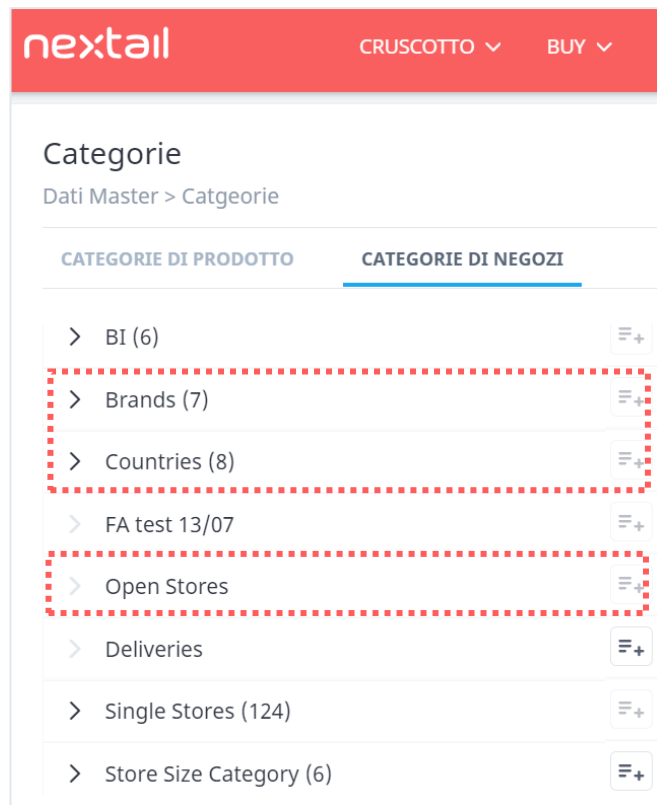 nextail CRUSCOTTO BUY
Categorie
Dati Master > Catgeorie
CATEGORIE DI PRODOTTO CATEGORIE DI NEGOZI
BI (6)
Brands (7)
Countries (8)
FA test 13/07
Open Stores
Deliveries
Single Stores (124)
Store Size Category (6)